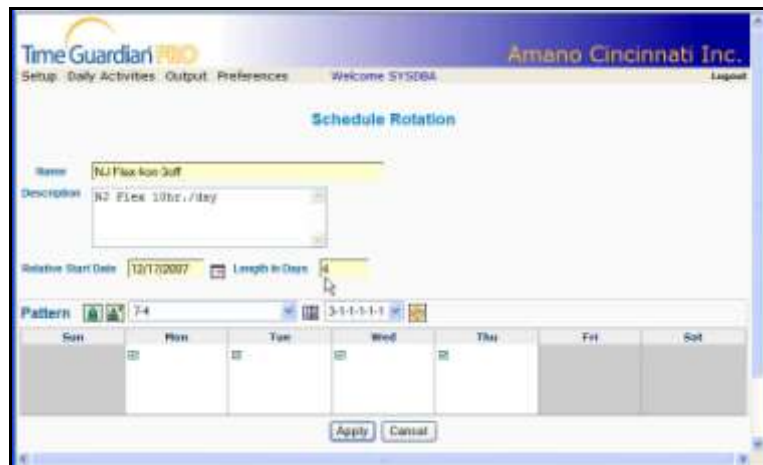 Time Guardian PRO
Amano Cincinnati Inc.
Setup Daily Activities Output Preferences Welcome SYSDBA Logout
Schedule Rotation
Name NJ Flex 4on 3off
Description NJ Flex 10hr./day
Relative Start Date 12/17/2007 Length In Days 4
Pattern 7-4 3-1-1-1-1-1
Sun Mon Tue Wed Thu Fri Sat
Apply Cancel